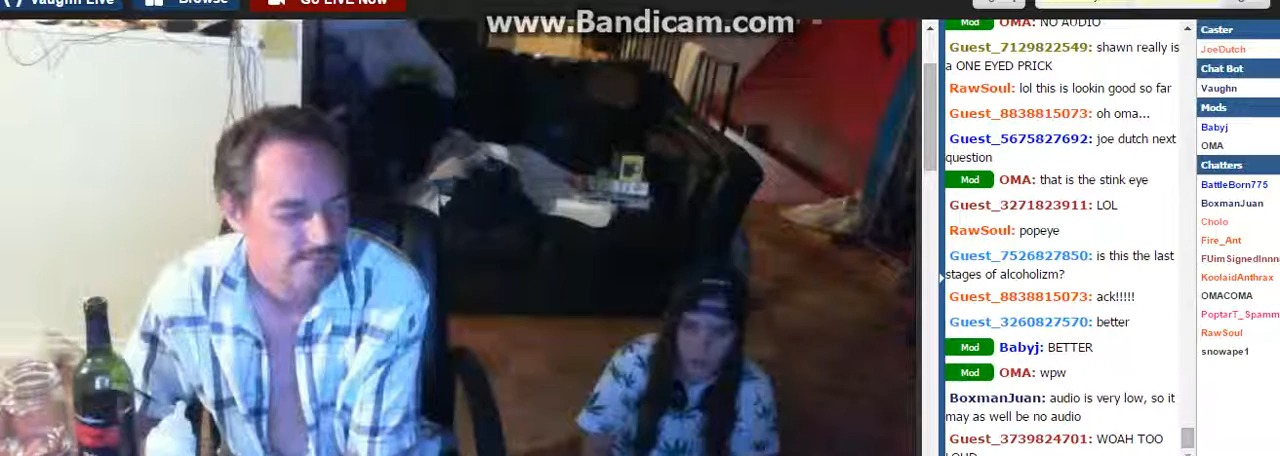 Vaughn Live
Browse
Go LIVE Now
www.Bandicam.com
Mod OMA: NO AUDIO
Guest_7129822549: shawn really is
a ONE EYED PRICK
RawSoul: lol this is lookin good so far
Guest_8838815073: oh oma...
Guest_5675827692: joe dutch next
question
Mod OMA: that is the stink eye
Guest_3271823911: LOL
RawSoul: popeye
Guest_7526827850: is this the last
stages of alcoholizm?
Guest_8838815073: ack!!!!!
Guest_3260827570: better
Mod Babyj: BETTER
Mod OMA: wpw
BoxmanJuan: audio is very low, so it
may as well be no audio
Guest_3739824701: WOAH TOO
LOUD
Caster
JoeDutch
Chat Bot
Vaughn
Mods
Babyj
OMA
Chatters
BattleBorn775
BoxmanJuan
Cholo
Fire_Ant
FUimSignedInnn
KoolaidAnthrax
OMACOMA
PoptarT_Spamm
RawSoul
snowape1